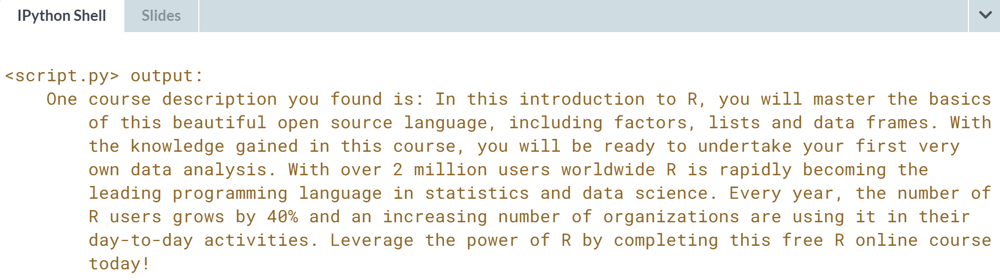 IPython Shell
Slides
<script.py> output:
One course description you found is: In this introduction to R, you will master the basics
of this beautiful open source language, including factors, lists and data frames. With
the knowledge gained in this course, you will be ready to undertake your first very
own data analysis. With over 2 million users worldwide R is rapidly becoming the
leading programming language in statistics and data science. Every year, the number of
R users grows by 40% and an increasing number of organizations are using it in their
day-to-day activities. Leverage the power of R by completing this free R online course
today!